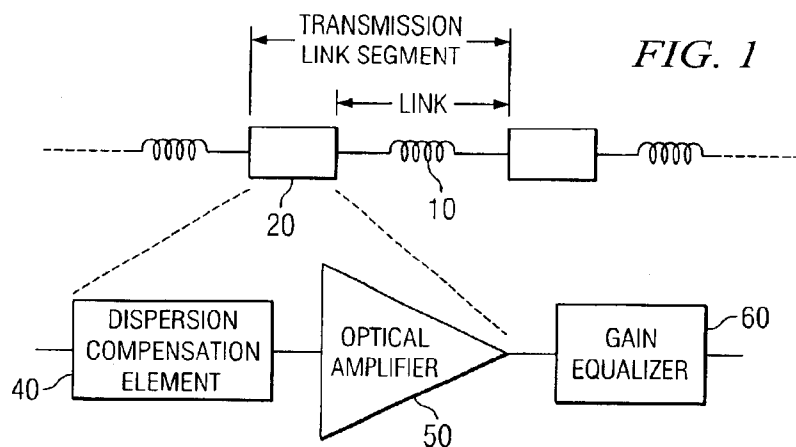 TRANSMISSION
LINK SEGMENT
FIG. 1
LINK
20
10
DISPERSION
COMPENSATION
ELEMENT
40
OPTICAL
AMPLIFIER
50
GAIN
EQUALIZER
60